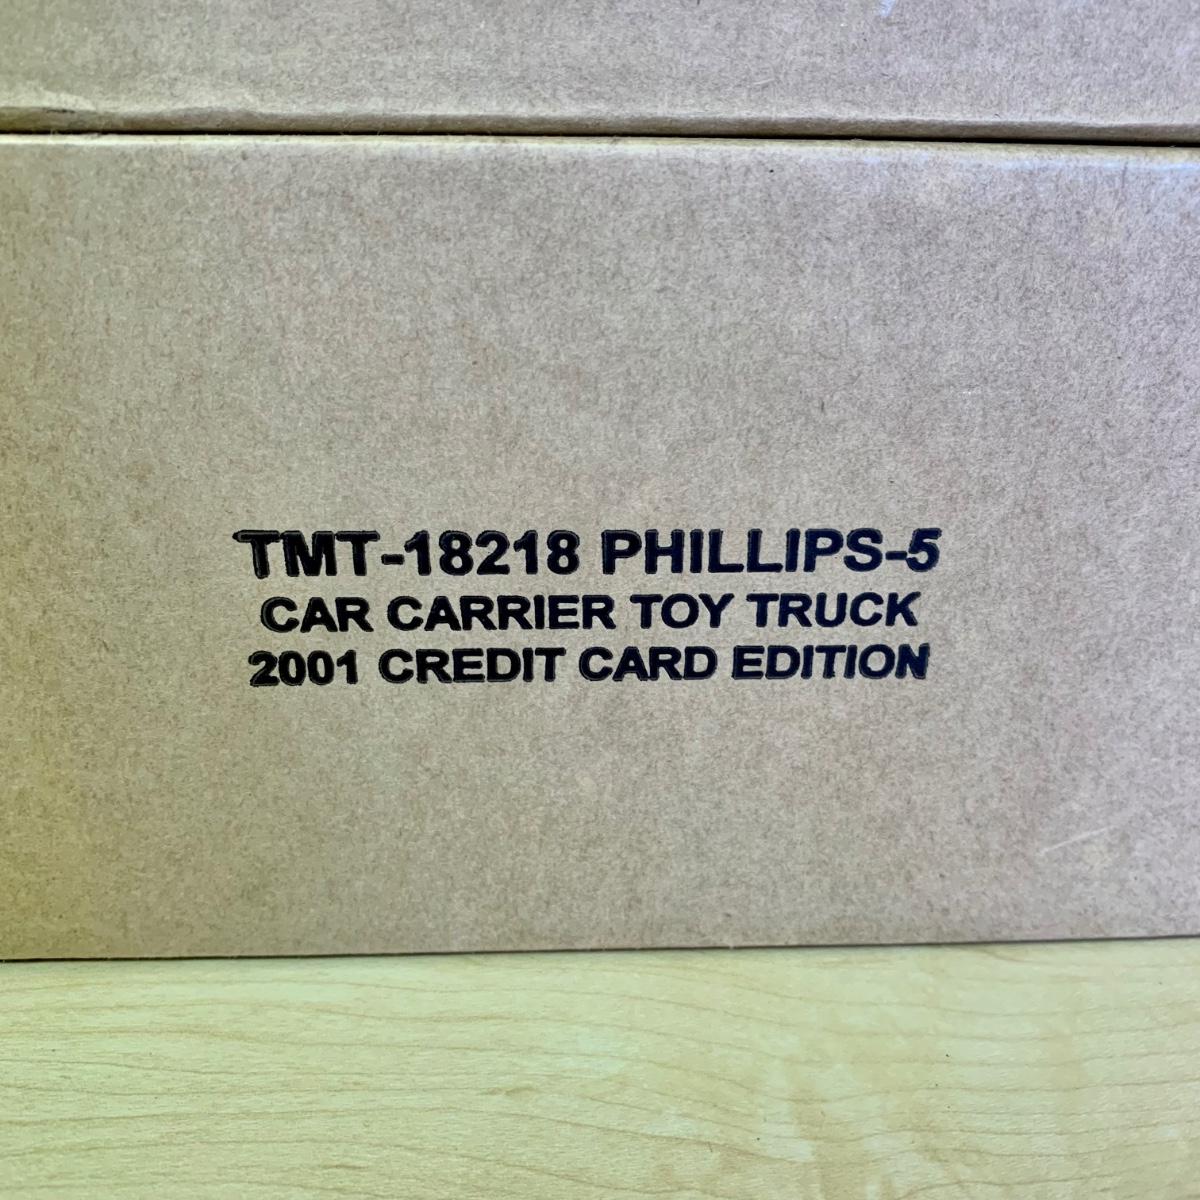 TMT-18218 PHILLIPS-5
CAR CARRIER TOY TRUCK
2001 CREDIT CARD EDITION